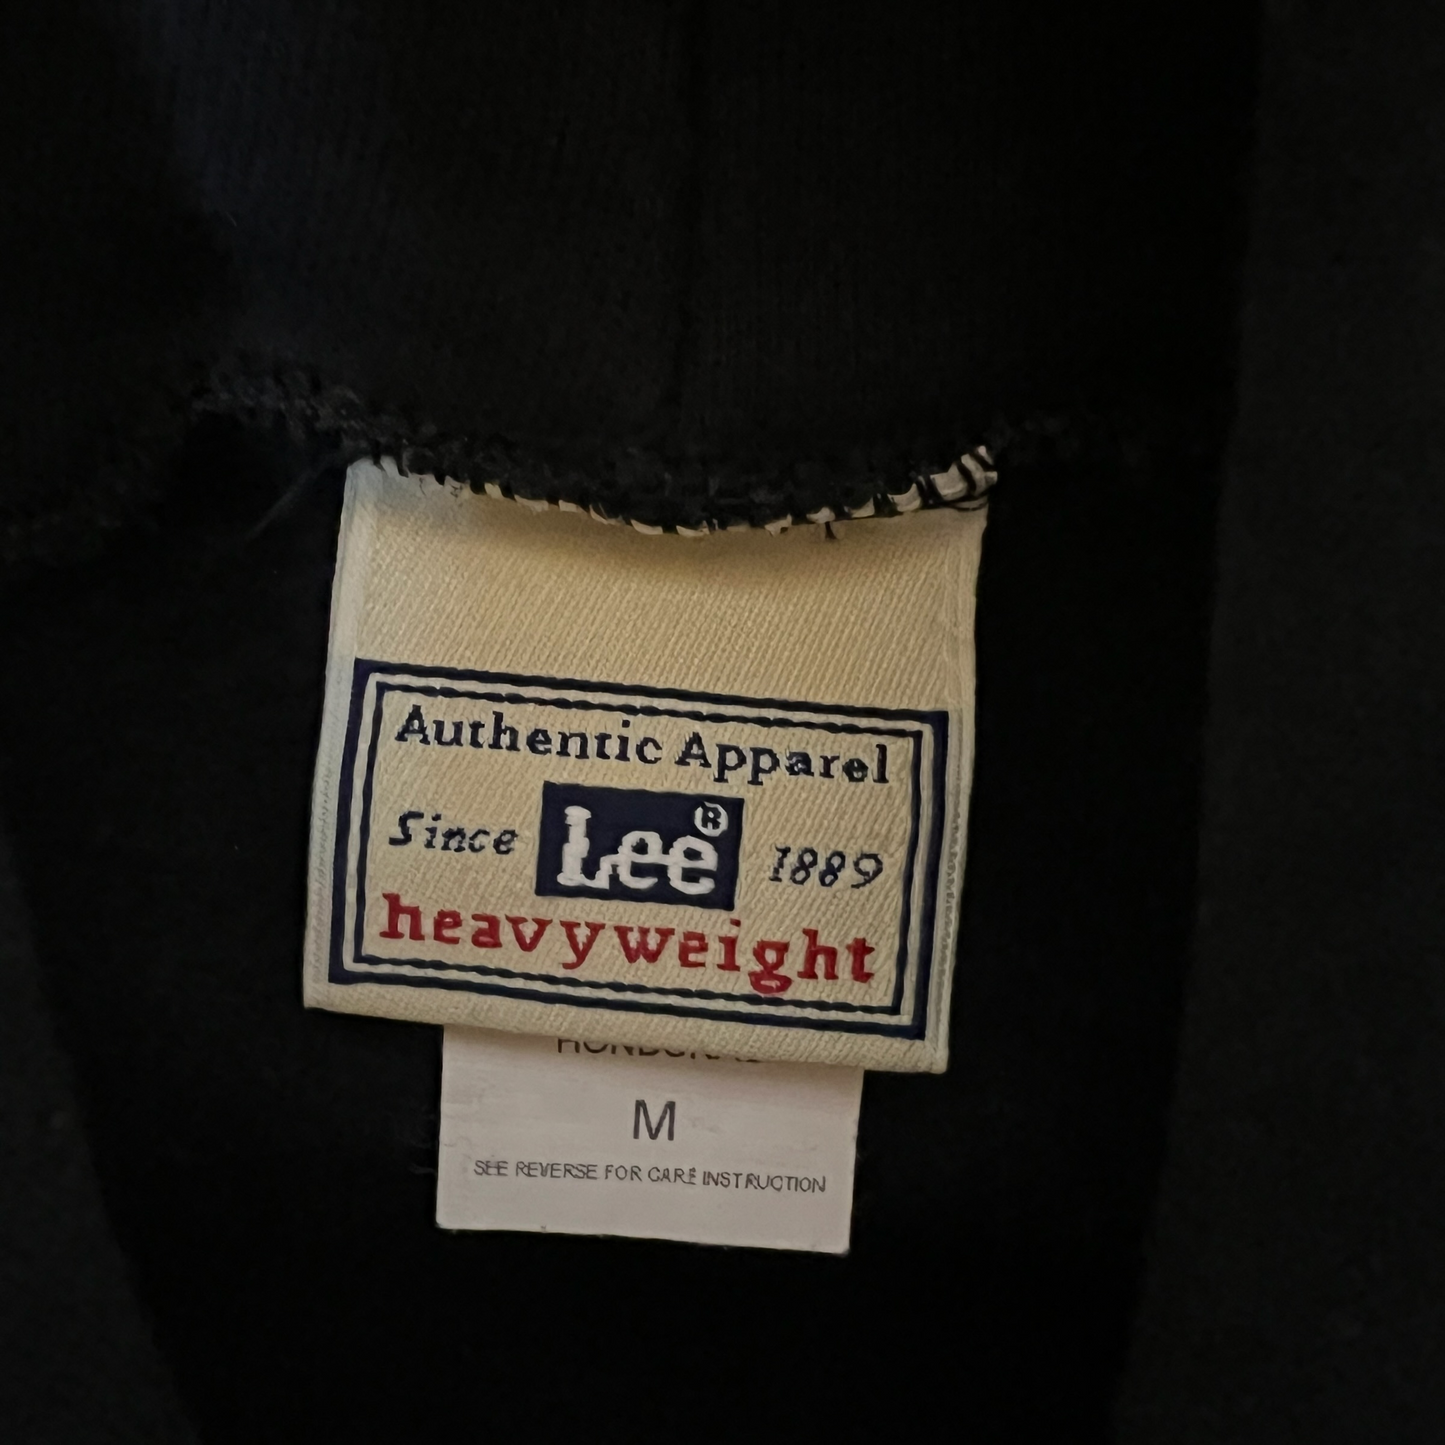 Authentic Apparel
Since Lee® 1889
heavyweight
M
SEE REVERSE FOR CARE INSTRUCTION